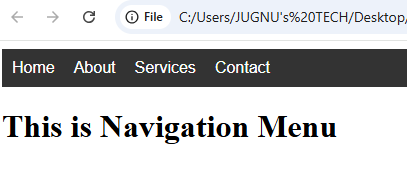 File C:/Users/JUGNU's%20TECH/Desktop/
Home About Services Contact
This is Navigation Menu